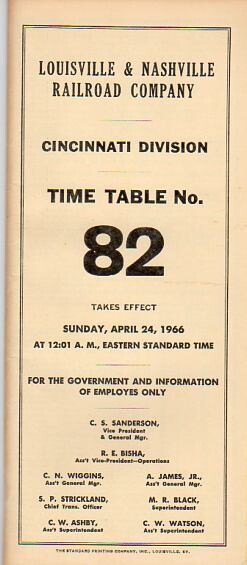 LOUISVILLE & NASHVILLE
RAILROAD COMPANY
CINCINNATI DIVISION
TIME TABLE No.
82
TAKES EFFECT
SUNDAY, APRIL 24, 1966
AT 12:01 A. M., EASTERN STANDARD TIME
FOR THE GOVERNMENT AND INFORMATION
OF EMPLOYES ONLY
C. S. SANDERSON,
Vice President
& General Mgr.
R. E. BISHA,
Ass't Vice-President—Operations
C. N. WIGGINS,
Ass't General Mgr.
A. JAMES, JR.,
Ass't General Mgr.
S. P. STRICKLAND,
Chief Trans. Officer
M. R. BLACK,
Superintendent
C. W. ASHBY,
Ass't Superintendent
C. W. WATSON,
Ass't Superintendent
THE STANDARD PRINTING COMPANY, INC., LOUISVILLE, KY.